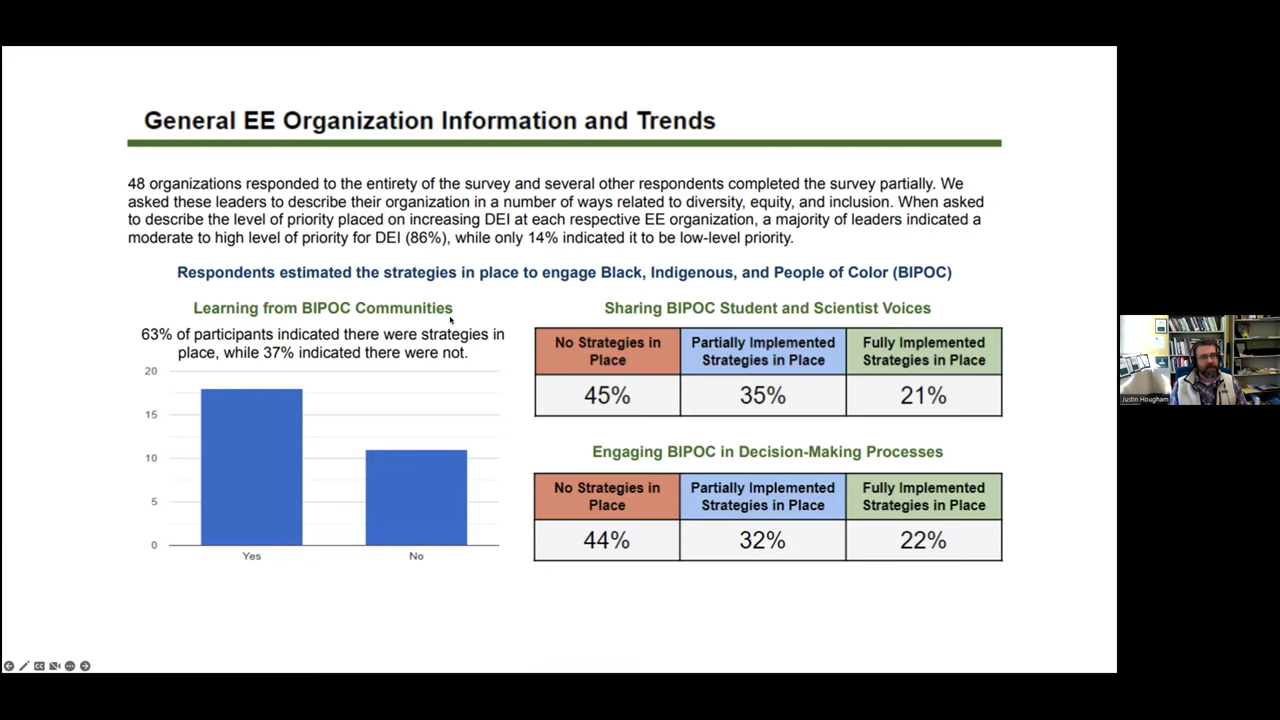 General EE Organization Information and Trends
48 organizations responded to the entirety of the survey and several other respondents completed the survey partially. We
asked these leaders to describe their organization in a number of ways related to diversity, equity, and inclusion. When asked
to describe the level of priority placed on increasing DEI at each respective EE organization, a majority of leaders indicated a
moderate to high level of priority for DEI (86%), while only 14% indicated it to be low-level priority.
Respondents estimated the strategies in place to engage Black, Indigenous, and People of Color (BIPOC)
Learning from BIPOC Communities
63% of participants indicated there were strategies in
place, while 37% indicated there were not.
20
15
10
5
0
Yes
No
Sharing BIPOC Student and Scientist Voices
No Strategies in
Place
Partially Implemented
Strategies in Place
Fully Implemented
Strategies in Place
45%
35%
21%
Engaging BIPOC in Decision-Making Processes
No Strategies in
Place
Partially Implemented
Strategies in Place
Fully Implemented
Strategies in Place
44%
32%
22%
Justin Hougham